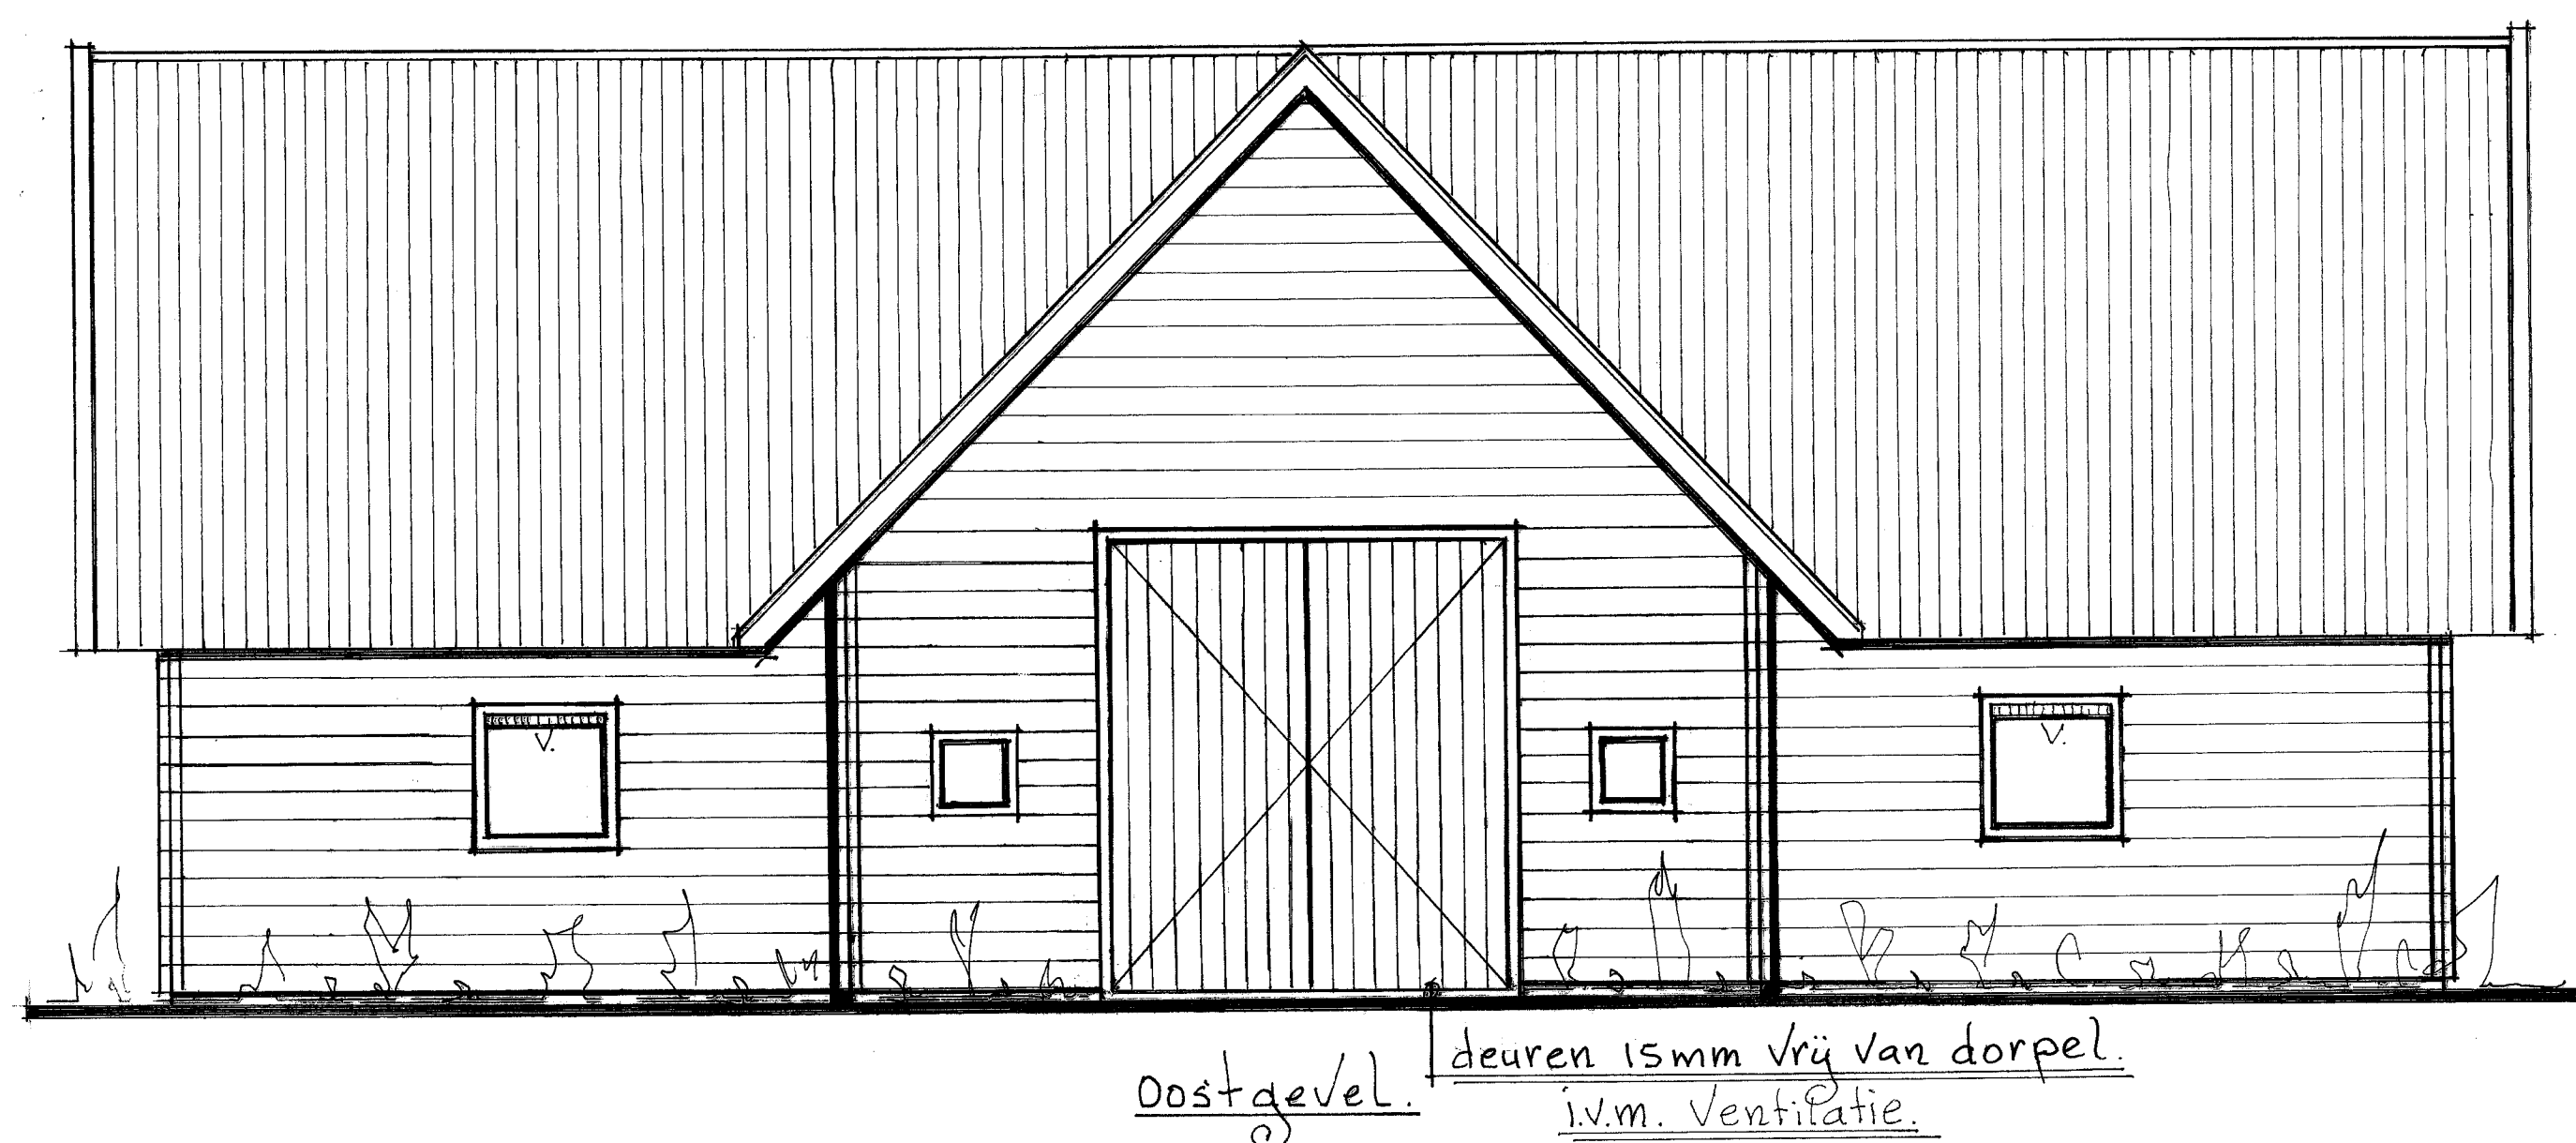 V.
V.
deuren 15mm vrij van dorpel.
Oostgevel.
i.v.m. Ventilatie.